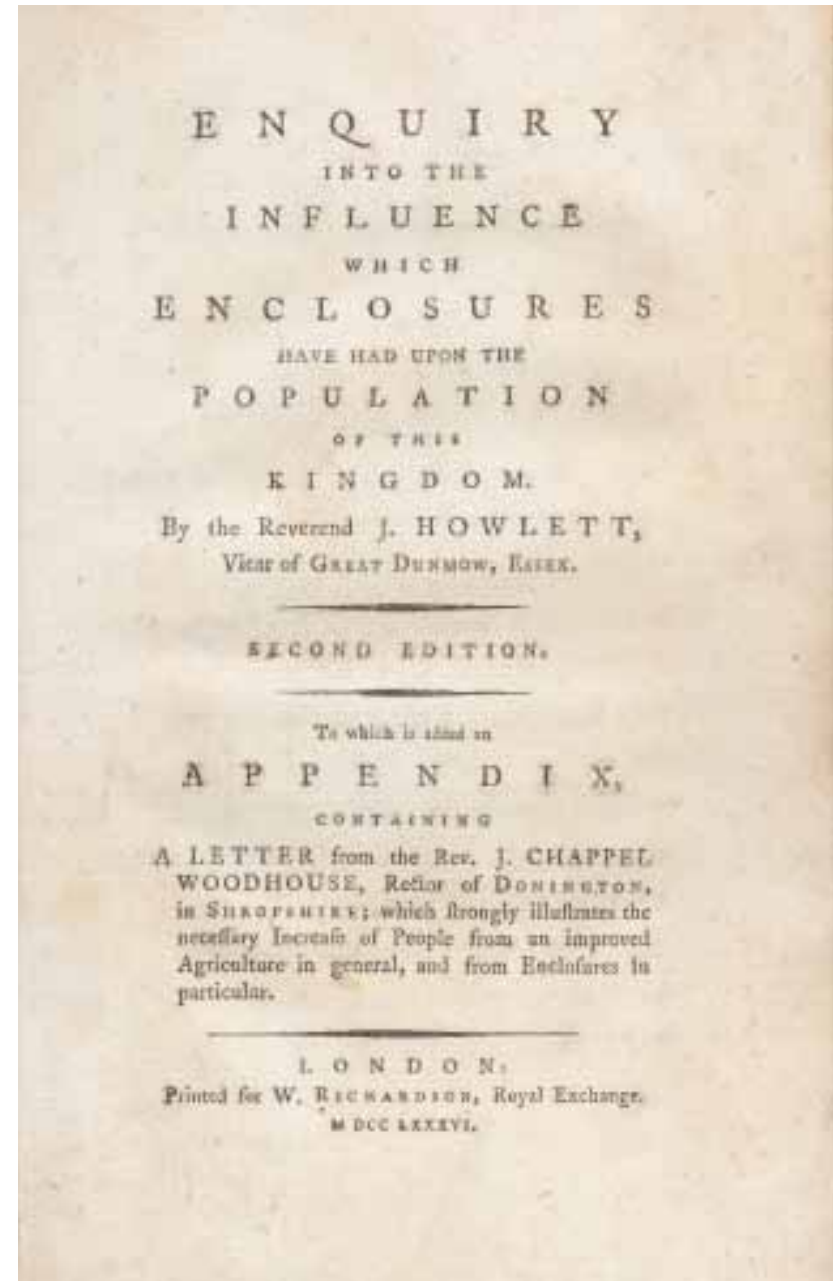 ENQUIRY
INTO THE
INFLUENCE
WHICH
ENCLOSURES
HAVE HAD UPON THE
POPULATION
OF THIS
KINGDOM.
By the Reverend J. HOWLETT,
Vicar of GREAT DUNMOW, ESSEX.
SECOND EDITION.
To which is added an
APPENDIX,
CONTAINING
A LETTER from the Rev. J. CHAPPEL
WOODHOUSE, Rector of DONINGTON,
in SHROPSHIRE; which ſtrongly illuſtrates the
neceſſary Increaſe of People from an improved
Agriculture in general, and from Encloſures in
particular.
LONDON:
Printed for W. RICHARDSON, Royal Exchange.
M DCC LXXXVI.